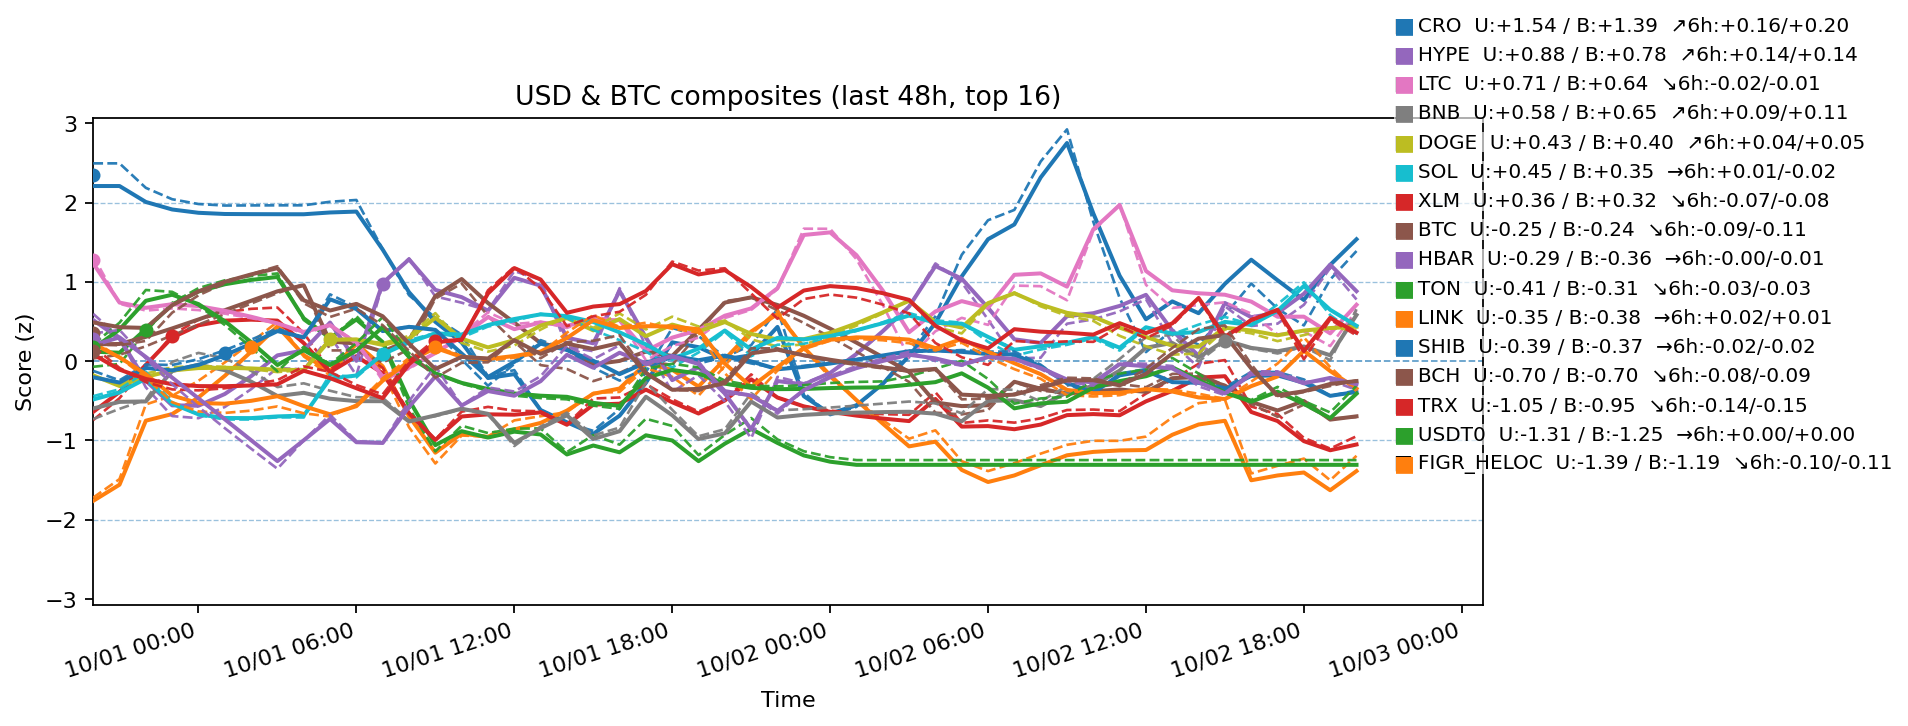 CRO U:+1.54 / B:+1.39 ↗6h:+0.16/+0.20
HYPE U:+0.88 / B:+0.78 ↗6h:+0.14/+0.14
LTC U:+0.71 / B:+0.64 ↘6h:-0.02/-0.01
BNB U:+0.58 / B:+0.65 ↗6h:+0.09/+0.11
DOGE U:+0.43 / B:+0.40 ↗6h:+0.04/+0.05
SOL U:+0.45 / B:+0.35 →6h:+0.01/-0.02
XLM U:+0.36 / B:+0.32 ↘6h:-0.07/-0.08
BTC U:-0.25 / B:-0.24 ↘6h:-0.09/-0.11
HBAR U:-0.29 / B:-0.36 →6h:-0.00/-0.01
TON U:-0.41 / B:-0.31 ↘6h:-0.03/-0.03
LINK U:-0.35 / B:-0.38 →6h:+0.02/+0.01
SHIB U:-0.39 / B:-0.37 →6h:-0.02/-0.02
BCH U:-0.70 / B:-0.70 ↘6h:-0.08/-0.09
TRX U:-1.05 / B:-0.95 ↘6h:-0.14/-0.15
USDT0 U:-1.31 / B:-1.25 →6h:+0.00/+0.00
FIGR_HELOC U:-1.39 / B:-1.19 ↘6h:-0.10/-0.11
USD & BTC composites (last 48h, top 16)
Score (z)
3
2
1
0
−1
−2
−3
10/01 00:00
10/01 06:00
10/01 12:00
10/01 18:00
10/02 00:00
10/02 06:00
10/02 12:00
10/02 18:00
10/03 00:00
Time